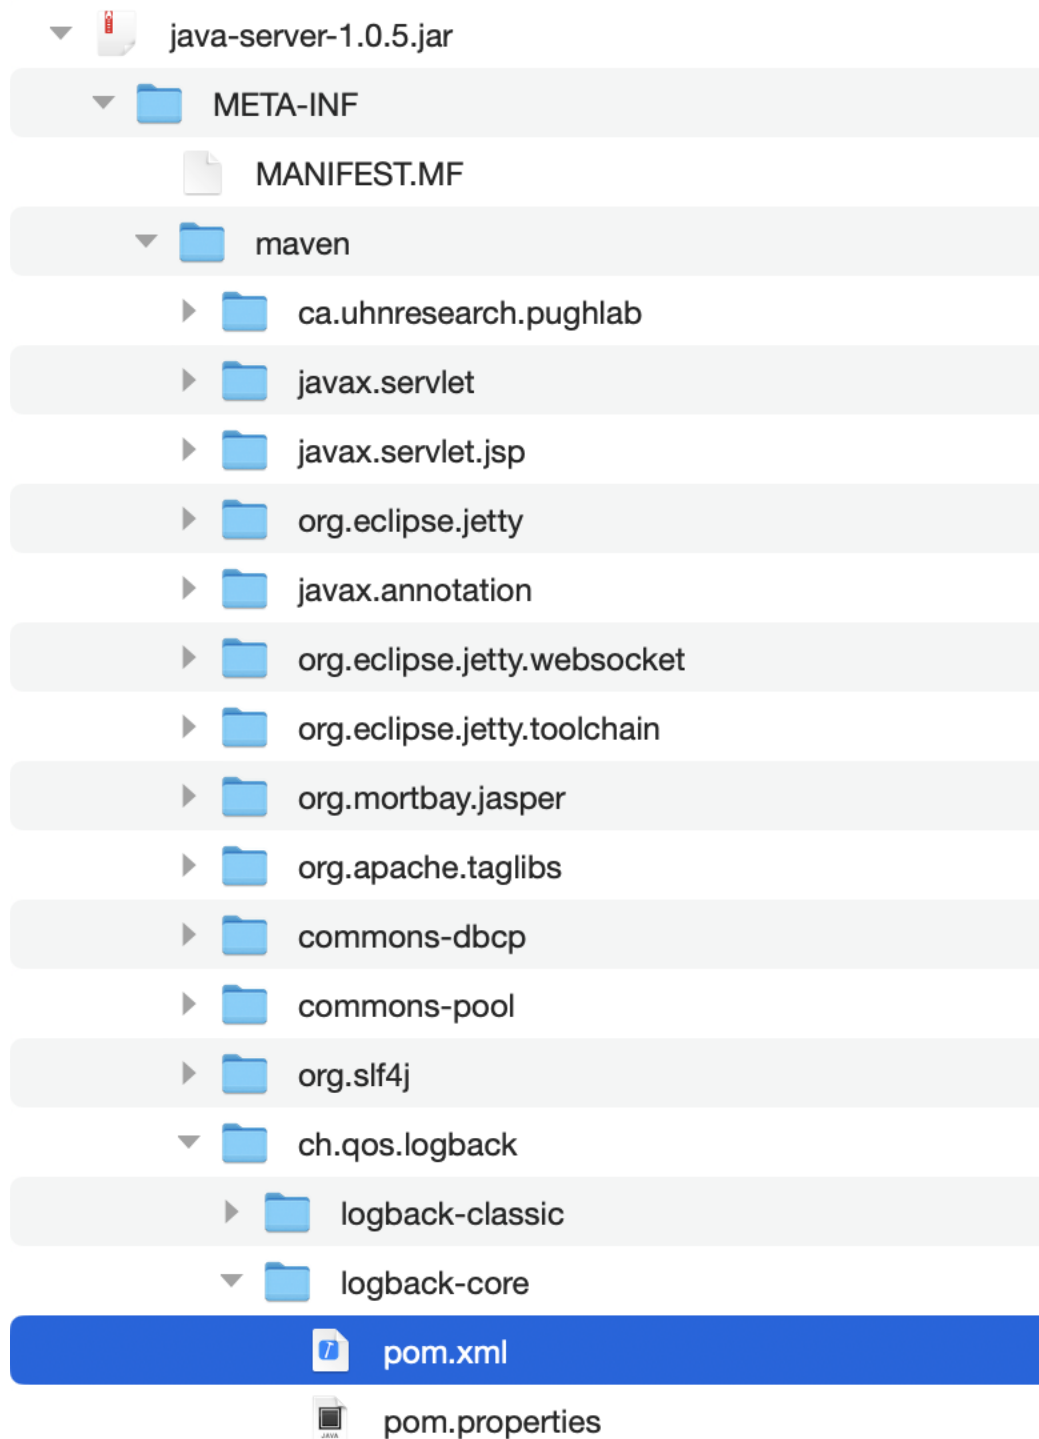 java-server-1.0.5.jar
META-INF
MANIFEST.MF
maven
ca.uhnresearch.pughlab
javax.servlet
javax.servlet.jsp
org.eclipse.jetty
javax.annotation
org.eclipse.jetty.websocket
org.eclipse.jetty.toolchain
org.mortbay.jasper
org.apache.taglibs
commons-dbcp
commons-pool
org.slf4j
ch.qos.logback
logback-classic
logback-core
pom.xml
JAVA
pom.properties